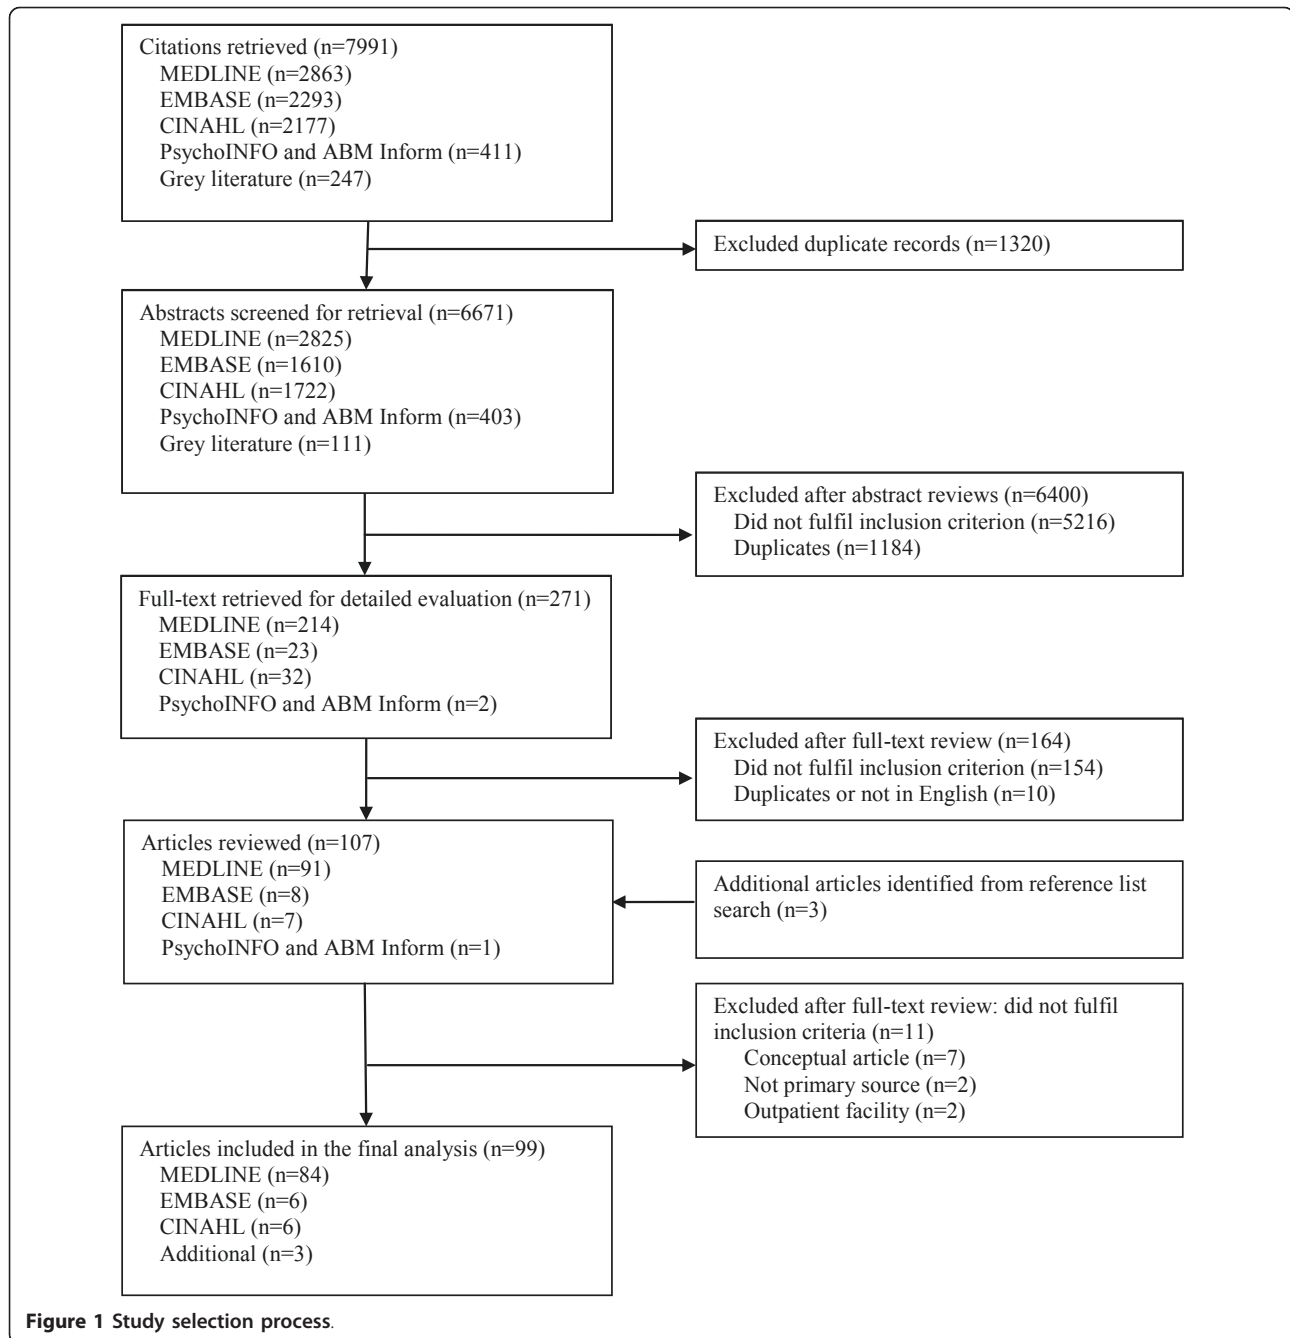 Citations retrieved (n=7991)
MEDLINE (n=2863)
EMBASE (n=2293)
CINAHL (n=2177)
PsychoINFO and ABM Inform (n=411)
Grey literature (n=247)
Excluded duplicate records (n=1320)
Abstracts screened for retrieval (n=6671)
MEDLINE (n=2825)
EMBASE (n=1610)
CINAHL (n=1722)
PsychoINFO and ABM Inform (n=403)
Grey literature (n=111)
Excluded after abstract reviews (n=6400)
Did not fulfil inclusion criterion (n=5216)
Duplicates (n=1184)
Full-text retrieved for detailed evaluation (n=271)
MEDLINE (n=214)
EMBASE (n=23)
CINAHL (n=32)
PsychoINFO and ABM Inform (n=2)
Excluded after full-text review (n=164)
Did not fulfil inclusion criterion (n=154)
Duplicates or not in English (n=10)
Articles reviewed (n=107)
MEDLINE (n=91)
EMBASE (n=8)
CINAHL (n=7)
PsychoINFO and ABM Inform (n=1)
Additional articles identified from reference list
search (n=3)
Excluded after full-text review: did not fulfil
inclusion criteria (n=11)
Conceptual article (n=7)
Not primary source (n=2)
Outpatient facility (n=2)
Articles included in the final analysis (n=99)
MEDLINE (n=84)
EMBASE (n=6)
CINAHL (n=6)
Additional (n=3)
Figure 1 Study selection process.